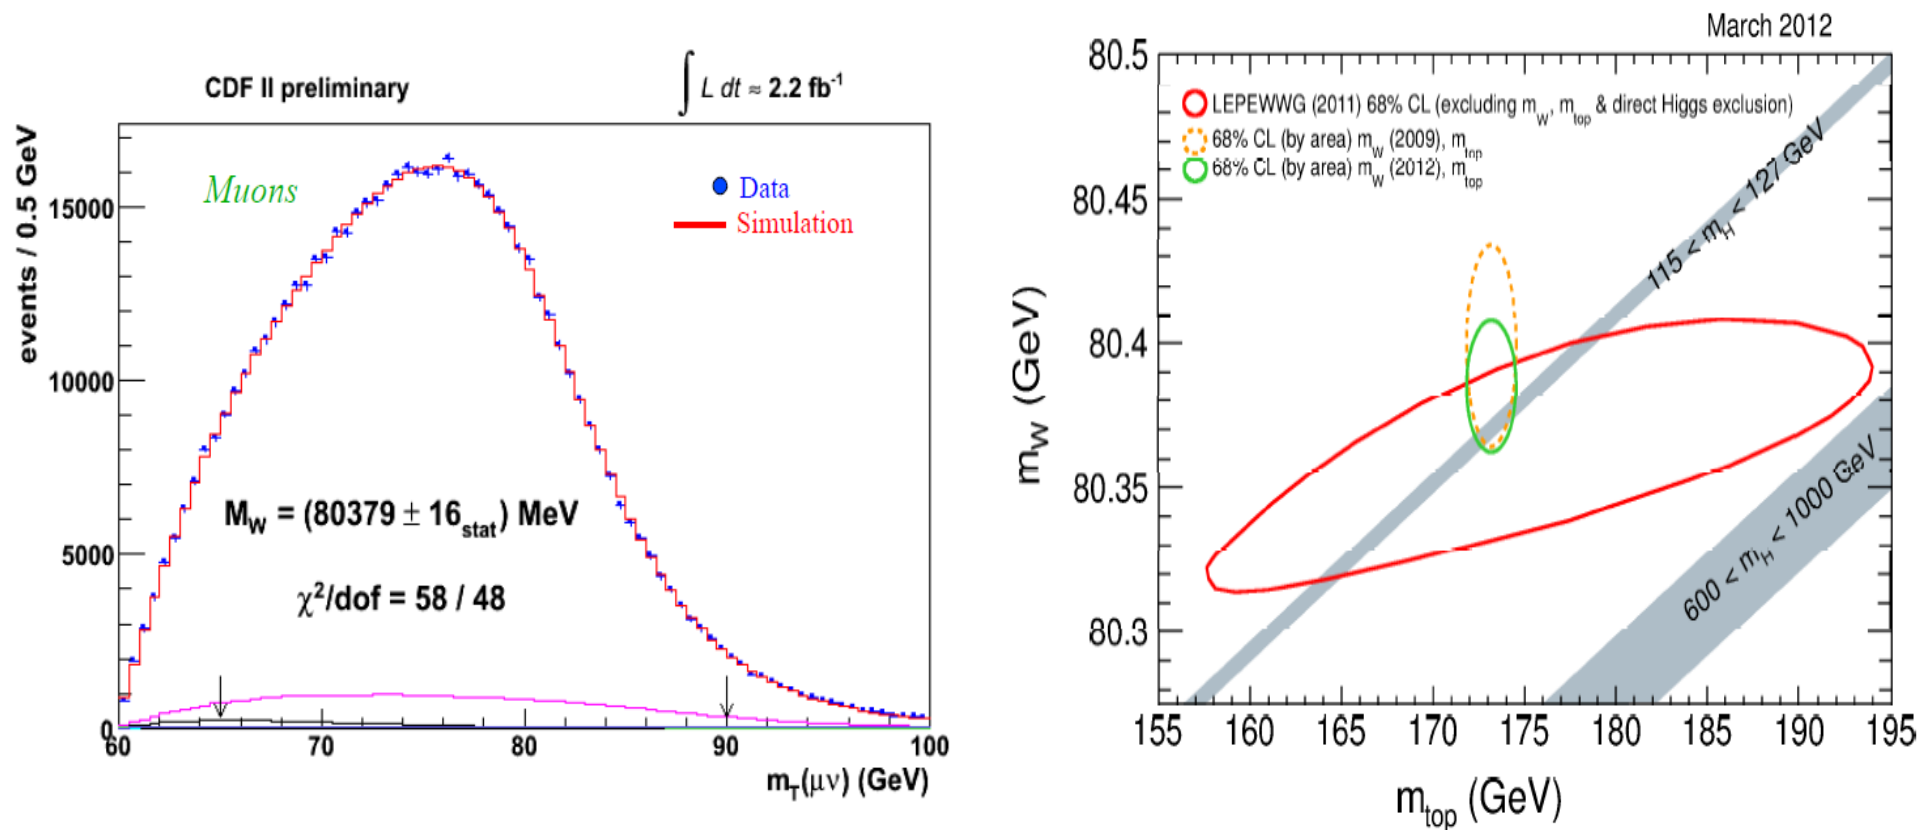 CDF II preliminary
∫ L dt ≈ 2.2 fb⁻¹
events / 0.5 GeV
15000
10000
5000
0
Muons
Data
Simulation
M_W = (80379 ± 16_stat) MeV
χ²/dof = 58 / 48
60 70 80 90 100
m_T(μν) (GeV)
March 2012
m_W (GeV)
80.5
80.45
80.4
80.35
80.3
LEPEWWG (2011) 68% CL (excluding m_W, m_top & direct Higgs exclusion)
68% CL (by area) m_W (2009), m_top
68% CL (by area) m_W (2012), m_top
115 < m_H < 127 GeV
600 < m_H < 1000 GeV
155 160 165 170 175 180 185 190 195
m_top (GeV)